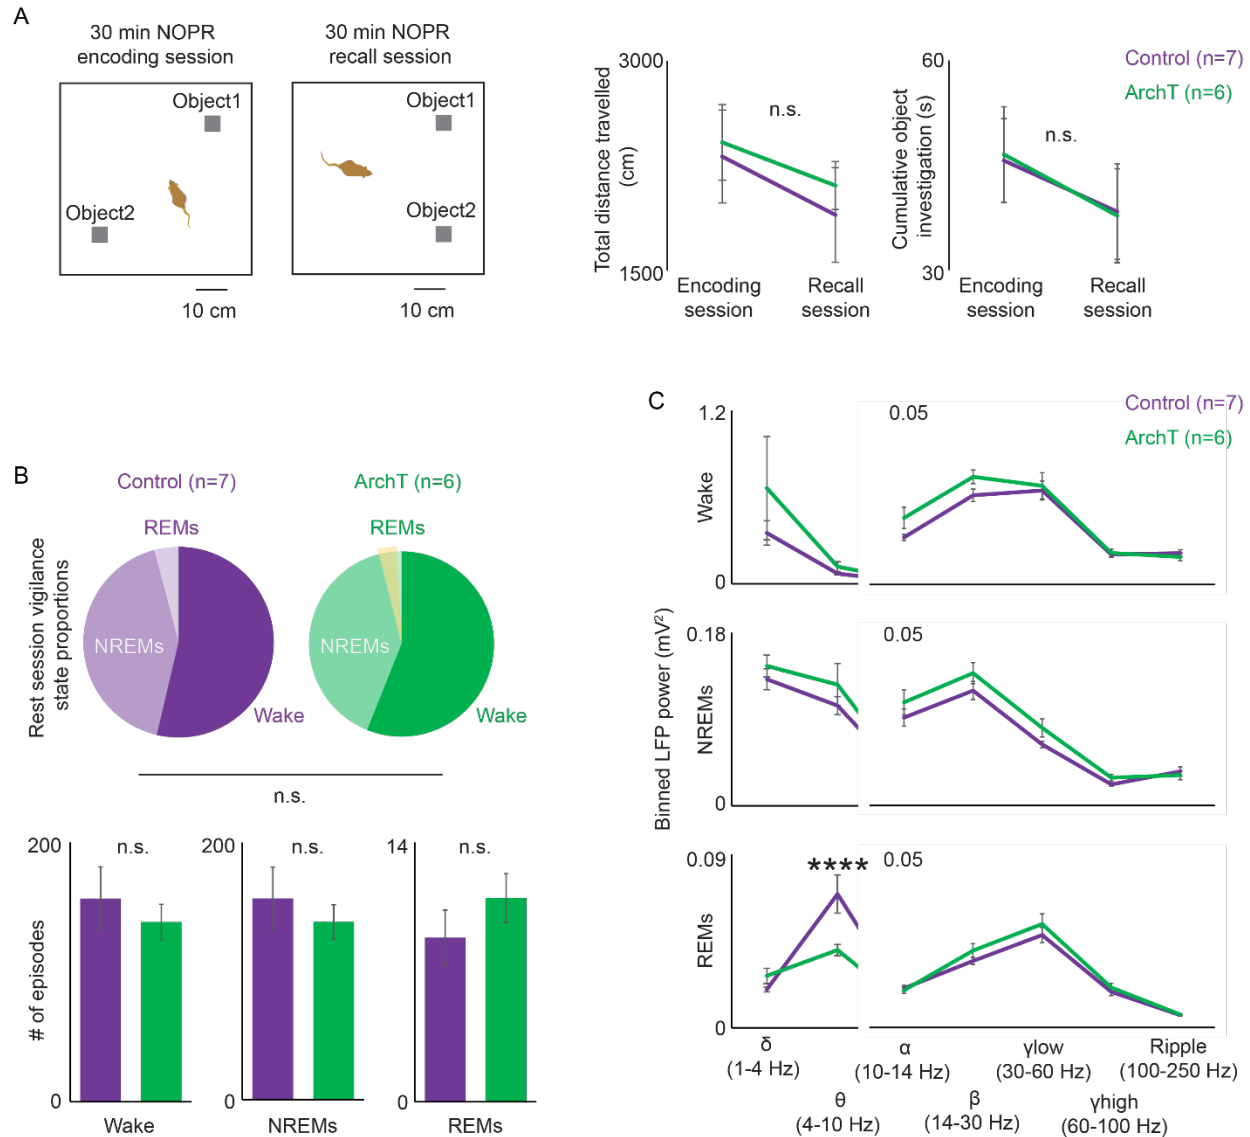 A
30 min NOPR
encoding session
30 min NOPR
recall session
Object1
Object2
Object1
Object2
10 cm
10 cm
Total distance travelled
(cm)
3000
1500
n.s.
Encoding
session
Recall
session
Cumulative object
investigation (s)
60
30
n.s.
Encoding
session
Recall
session
Control (n=7)
ArchT (n=6)
B
Rest session vigilance
state proportions
Control (n=7)
REMs
NREMs
Wake
ArchT (n=6)
REMs
NREMs
Wake
n.s.
# of episodes
200
0
n.s.
Wake
200
0
n.s.
NREMs
14
0
n.s.
REMs
C
Control (n=7)
ArchT (n=6)
Binned LFP power (mV²)
Wake
1.2
0
0.05
NREMs
0.18
0
0.05
REMs
0.09
0
****
0.05
δ
(1-4 Hz)
θ
(4-10 Hz)
α
(10-14 Hz)
β
(14-30 Hz)
γlow
(30-60 Hz)
γhigh
(60-100 Hz)
Ripple
(100-250 Hz)